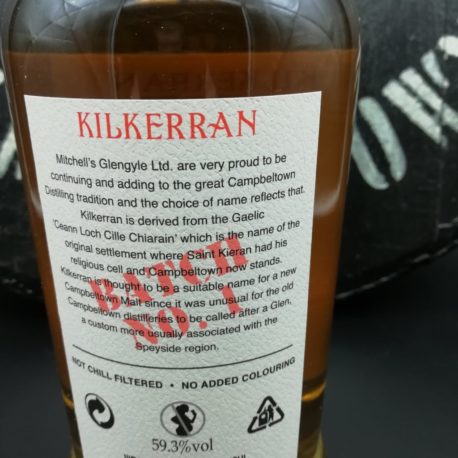 KILKERRAN
Mitchell's Glengyle Ltd. are very proud to be
continuing and adding to the great Campbeltown
Distilling tradition and the choice of name reflects that.
Kilkerran is derived from the Gaelic
'Ceann Loch Cille Chiarain' which is the name of the
original settlement where Saint Kieran had his
religious cell and Campbeltown now stands.
Kilkerran is thought to be a suitable name for a new
Campbeltown Malt since it was unusual for the old
Campbeltown distilleries to be called after a Glen,
a custom more usually associated with the
Speyside region.
BATCH
NO. 1
NOT CHILL FILTERED • NO ADDED COLOURING
59.3%vol